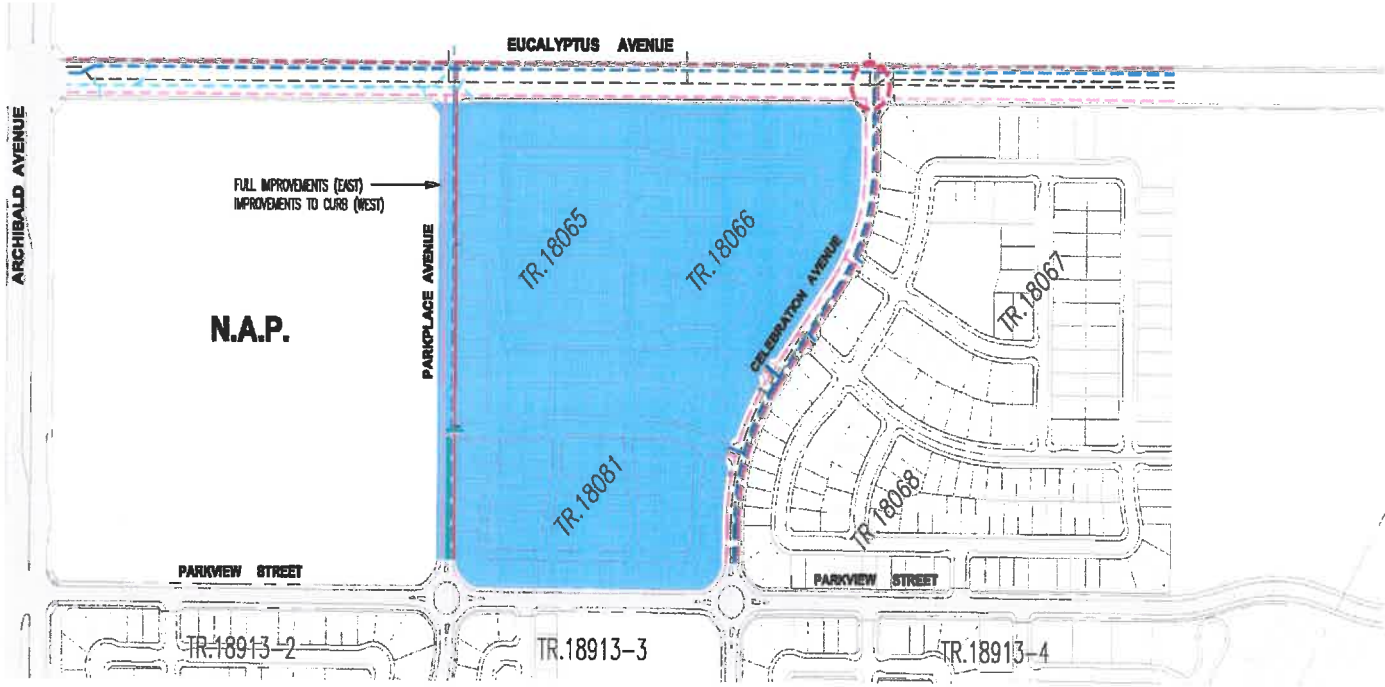 EUCALYPTUS AVENUE
ARCHIBALD AVENUE
FULL IMPROVEMENTS (EAST)
IMPROVEMENTS TO CURB (WEST)
PARKPLACE AVENUE
N.A.P.
TR.18065
TR.18066
CELEBRATION AVENUE
TR.18067
TR.18081
TR.18068
PARKVIEW STREET
PARKVIEW STREET
TR.18913-2
TR.18913-3
TR.18913-4